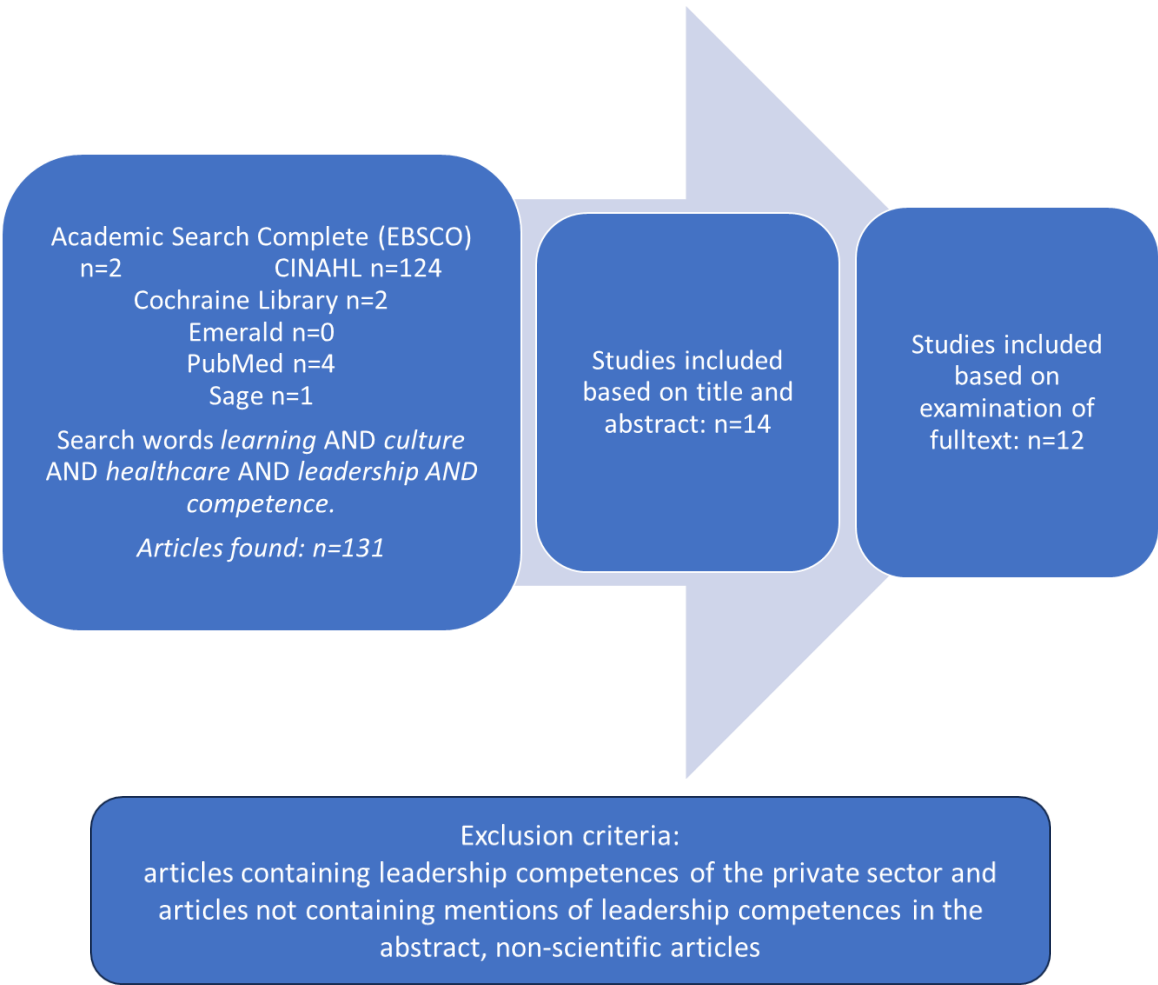 Academic Search Complete (EBSCO)
n=2 CINAHL n=124
Cochraine Library n=2
Emerald n=0
PubMed n=4
Sage n=1
Search words learning AND culture
AND healthcare AND leadership AND
competence.
Articles found: n=131
Studies included
based on title and
abstract: n=14
Studies included
based on
examination of
fulltext: n=12
Exclusion criteria:
articles containing leadership competences of the private sector and
articles not containing mentions of leadership competences in the
abstract, non-scientific articles